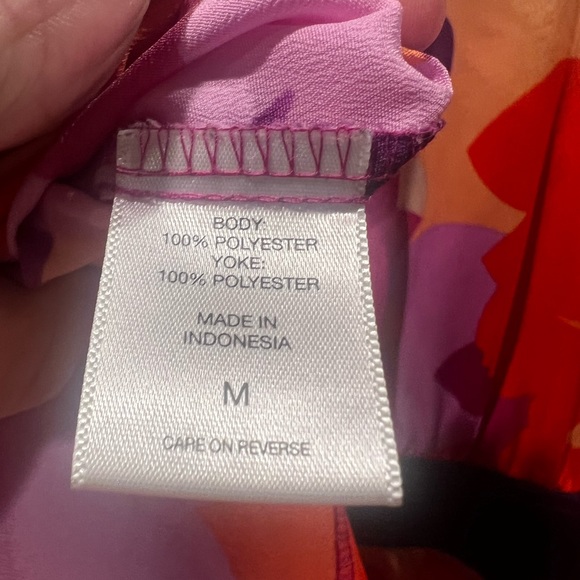 BODY:
100% POLYESTER
YOKE:
100% POLYESTER
MADE IN
INDONESIA
M
CARE ON REVERSE